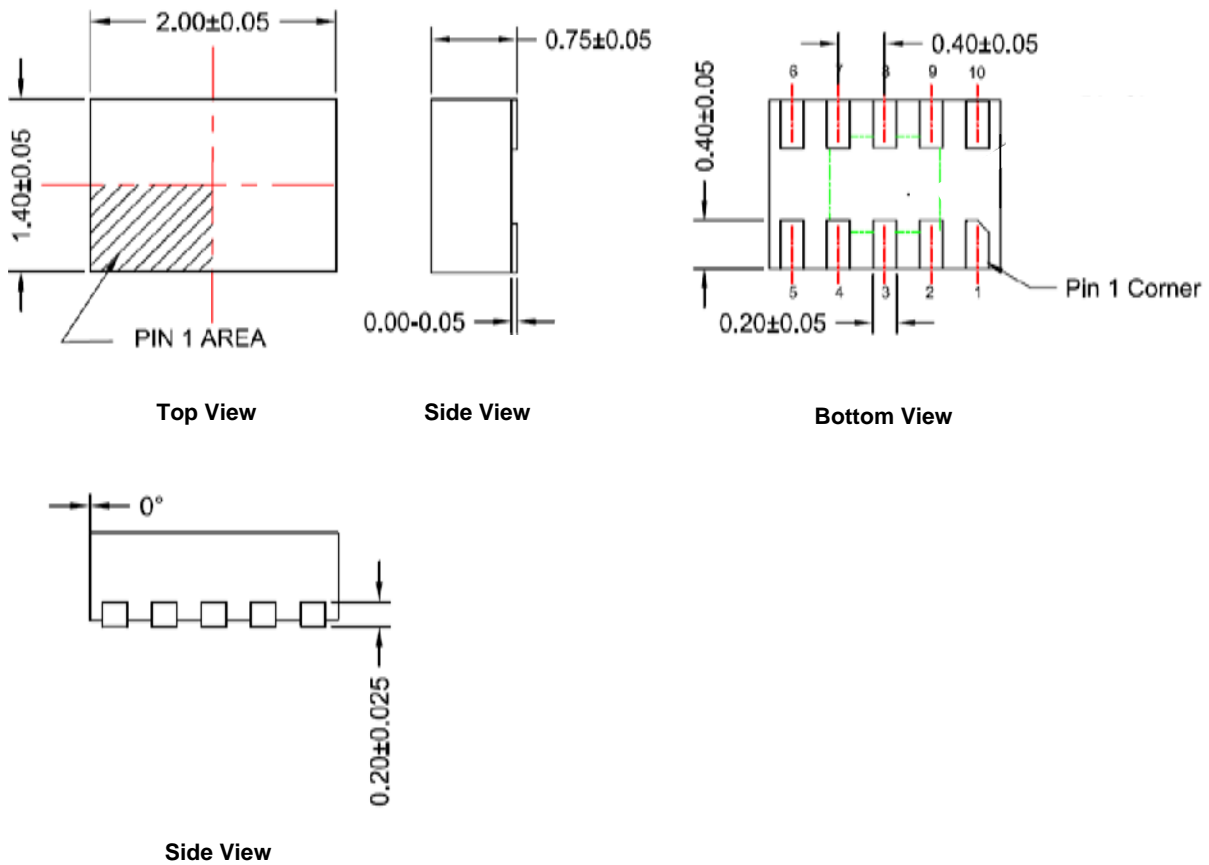 2.00±0.05
1.40±0.05
PIN 1 AREA
Top View
0.75±0.05
0.00-0.05
Side View
0.40±0.05
0.40±0.05
6 7 8 9 10
5 4 3 2 1
0.20±0.05
Pin 1 Corner
Bottom View
0°
0.20±0.025
Side View